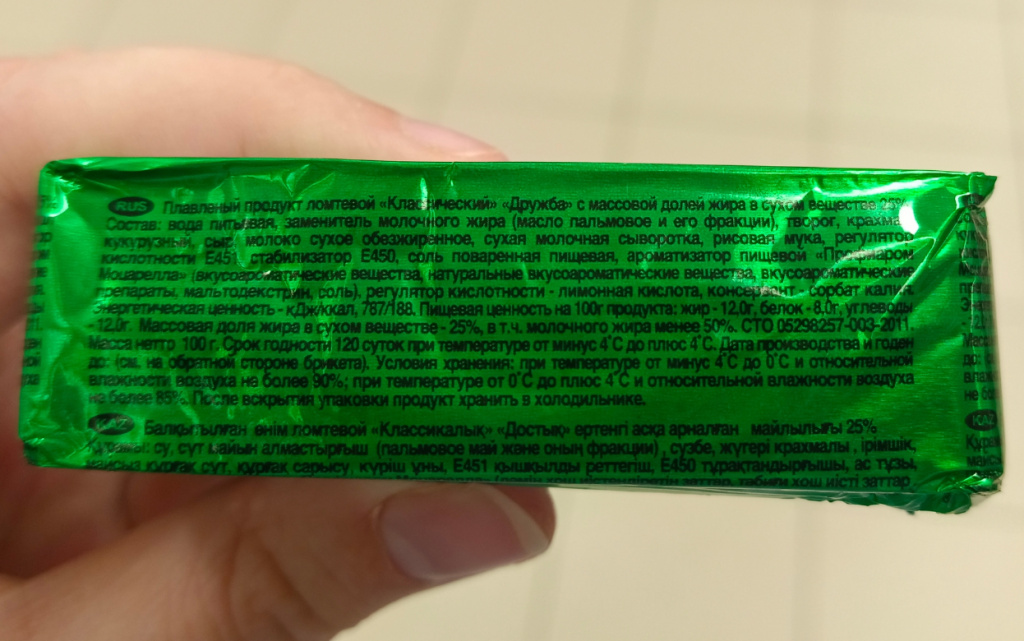 RUS Плавленый продукт ломтевой «Классический» «Дружба» с массовой долей жира в сухом веществе 25%
Состав: вода питьевая, заменитель молочного жира (масло пальмовое и его фракции), творог, крахмал
кукурузный, сыр, молоко сухое обезжиренное, сухая молочная сыворотка, рисовая мука, регулятор
кислотности Е451, стабилизатор Е450, соль поваренная пищевая, ароматизатор пищевой
Моцарелла» (вкусоароматические вещества, натуральные вкусоароматические вещества, вкусоароматические
препараты, мальтодекстрин, соль), регулятор кислотности - лимонная кислота, консервант - сорбат калия.
Энергетическая ценность - кДж/ккал, 787/188. Пищевая ценность на 100г продукта: жир - 12,0г, белок - 8,0г, углеводы
- 12,0г. Массовая доля жира в сухом веществе - 25%, в т.ч. молочного жира менее 50%. СТО 05298257-003-2011.
Масса нетто 100 г. Срок годности 120 суток при температуре от минус 4˚С до плюс 4˚С. Дата производства и годен
до: (см. на обратной стороне брикета). Условия хранения: при температуре от минус 4˚С до 0˚С и относительной
влажности воздуха на более 90%; при температуре от 0˚С до плюс 4˚С и относительной влажности воздуха
на более 85%. После вскрытия упаковки продукт хранить в холодильнике.
KAZ Балқытылған өнім ломтевой «Классикалық» «Достық» ертенгі асқа арналған майлылығы 25%
Құрамы: су, сүт майын алмастырғыш (пальмовое май және оның фракции), сүзбе, жүгері крахмалы, ірімшік,
майсыз құрғақ сүт, құрғақ сарысу, күріш ұны, Е451 қышқылды реттегіш, Е450 тұрақтандырғышы, ас тұзы,
заттар, табиғи хош иісті заттар